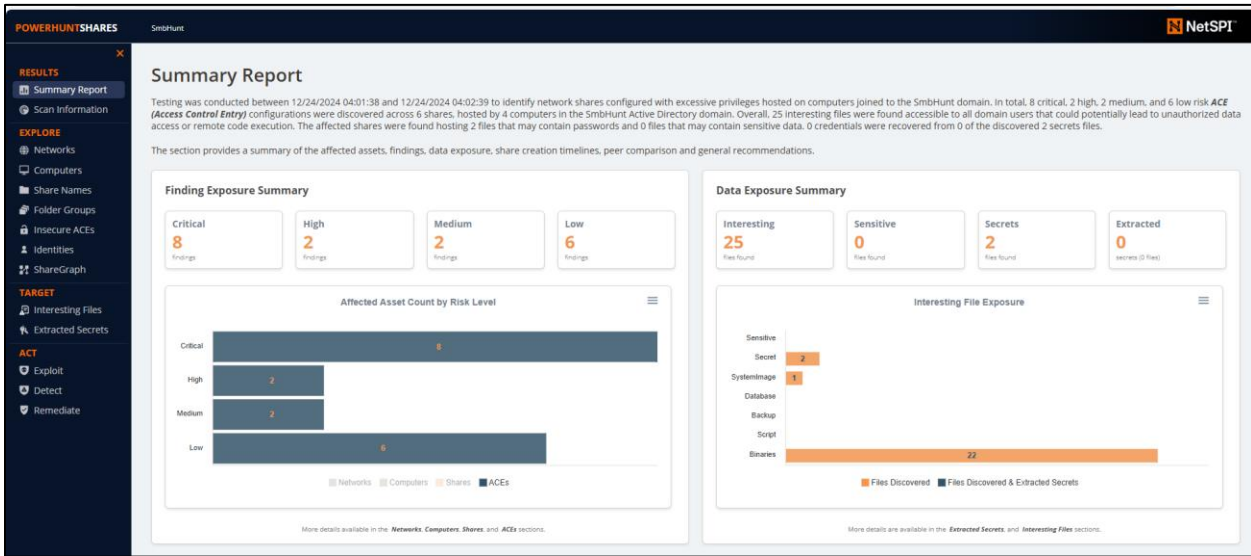 POWERHUNTSHARES
SmbHunt
NetSPI™
×
RESULTS
Summary Report
Scan Information
EXPLORE
Networks
Computers
Share Names
Folder Groups
Insecure ACEs
Identities
ShareGraph
TARGET
Interesting Files
Extracted Secrets
ACT
Exploit
Detect
Remediate
Summary Report
Testing was conducted between 12/24/2024 04:01:38 and 12/24/2024 04:02:39 to identify network shares configured with excessive privileges hosted on computers joined to the SmbHunt domain. In total, 8 critical, 2 high, 2 medium, and 6 low risk ACE
(Access Control Entry) configurations were discovered across 6 shares, hosted by 4 computers in the SmbHunt Active Directory domain. Overall, 25 interesting files were found accessible to all domain users that could potentially lead to unauthorized data
access or remote code execution. The affected shares were found hosting 2 files that may contain passwords and 0 files that may contain sensitive data. 0 credentials were recovered from 0 of the discovered 2 secrets files.
The section provides a summary of the affected assets, findings, data exposure, share creation timelines, peer comparison and general recommendations.
Finding Exposure Summary
Critical
8
findings
High
2
findings
Medium
2
findings
Low
6
findings
Affected Asset Count by Risk Level
Critical
8
High
2
Medium
2
Low
6
Networks Computers Shares ACEs
More details available in the Networks, Computers, Shares, and ACEs sections.
Data Exposure Summary
Interesting
25
files found
Sensitive
0
files found
Secrets
2
files found
Extracted
0
secrets (0 files)
Interesting File Exposure
Sensitive
Secret
2
SystemImage
1
Database
Backup
Script
Binaries
22
Files Discovered Files Discovered & Extracted Secrets
More details are available in the Extracted Secrets, and Interesting Files sections.